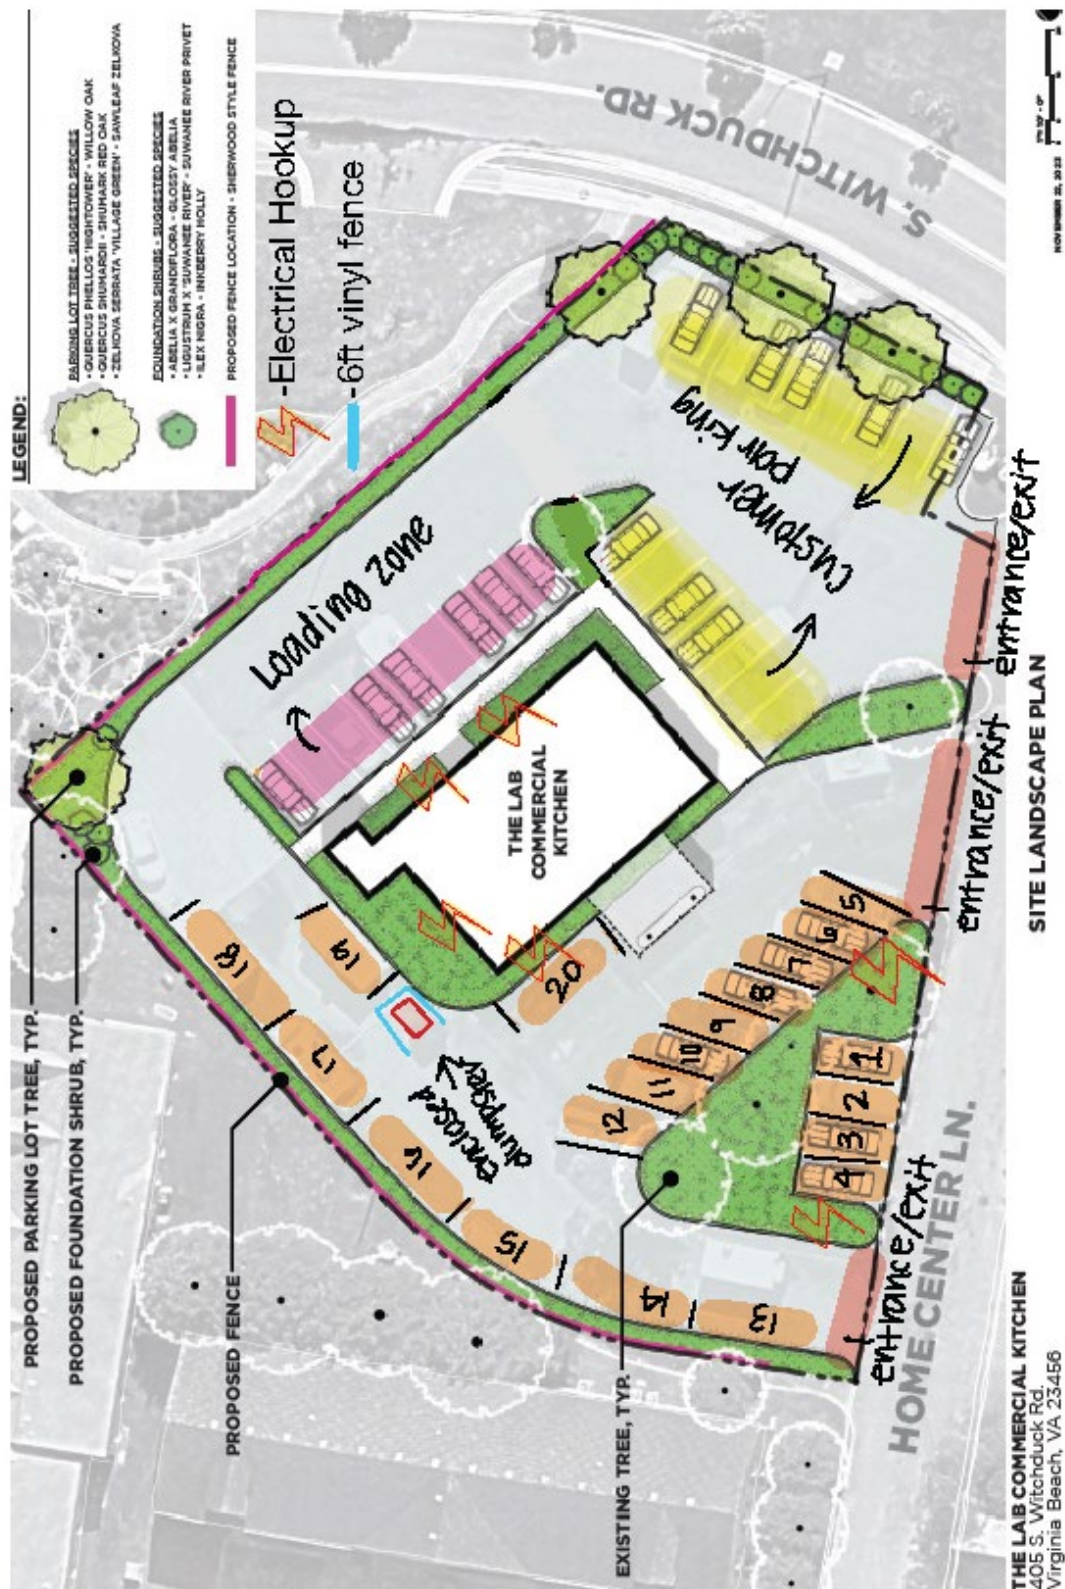 LEGEND:
PARKING LOT TREE - SUGGESTED SPECIES
• QUERCUS PHELLOS 'HIGHTOWER' - WILLOW OAK
• QUERCUS SHUMARDII - SHUMARK RED OAK
• ZELKOVA SERRATA 'VILLAGE GREEN' - SAWLEAF ZELKOVA
FOUNDATION SHRUBS - SUGGESTED SPECIES
• ABELIA X GRANDIFLORA - GLOSSY ABELIA
• LIGUSTRUM X 'SUWANEE RIVER' - SUWANEE RIVER PRIVET
• ILEX NIGRA - INKBERRY HOLLY
PROPOSED FENCE LOCATION - SHERWOOD STYLE FENCE
-Electrical Hookup
-6ft vinyl fence
S. WITCHDUCK RD.
PROPOSED PARKING LOT TREE, TYP.
PROPOSED FOUNDATION SHRUB, TYP.
PROPOSED FENCE
EXISTING TREE, TYP.
Loading zone
customer
parking
THE LAB
COMMERCIAL
KITCHEN
enclosed
dumpster
18
19
17
20
15
13
12
11
10
9
8
7
6
5
4
3
2
1
entrance/exit
entrance/exit
entrance/exit
HOME CENTER LN.
SITE LANDSCAPE PLAN
NOVEMBER 22, 2023
THE LAB COMMERCIAL KITCHEN
405 S. Witchduck Rd.
Virginia Beach, VA 23456